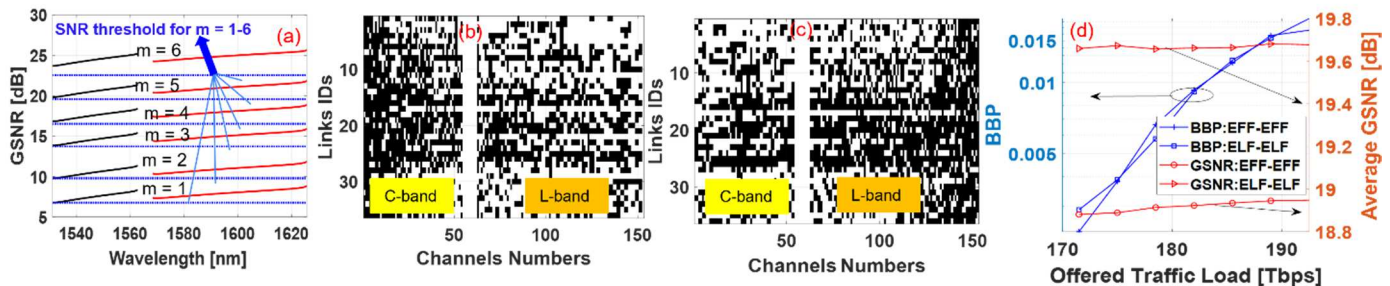 SNR threshold for m = 1-6
(a)
GSNR [dB]
30
25
20
15
10
5
m = 6
m = 5
m = 4
m = 3
m = 2
m = 1
1540
1560
1580
1600
1620
Wavelength [nm]
(b)
Links IDs
10
20
30
C-band
L-band
50
100
150
Channels Numbers
(c)
Links IDs
10
20
30
C-band
L-band
50
100
150
Channels Numbers
(d)
BBP
0.015
0.01
0.005
19.8
19.6
19.4
19.2
19
18.8
Average GSNR [dB]
BBP:EFF-EFF
BBP:ELF-ELF
GSNR:EFF-EFF
GSNR:ELF-ELF
170
180
190
Offered Traffic Load [Tbps]